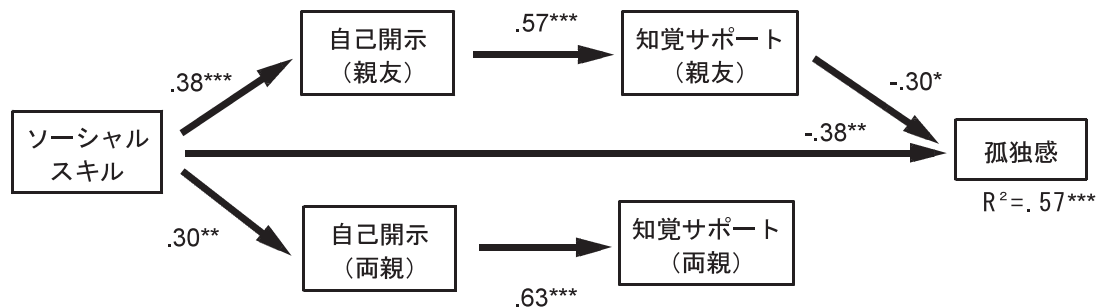 自己開示
（親友）
.57***
知覚サポート
（親友）
.38***
-.30*
ソーシャル
スキル
-.38**
孤独感
R²=.57***
.30**
自己開示
（両親）
.63***
知覚サポート
（両親）